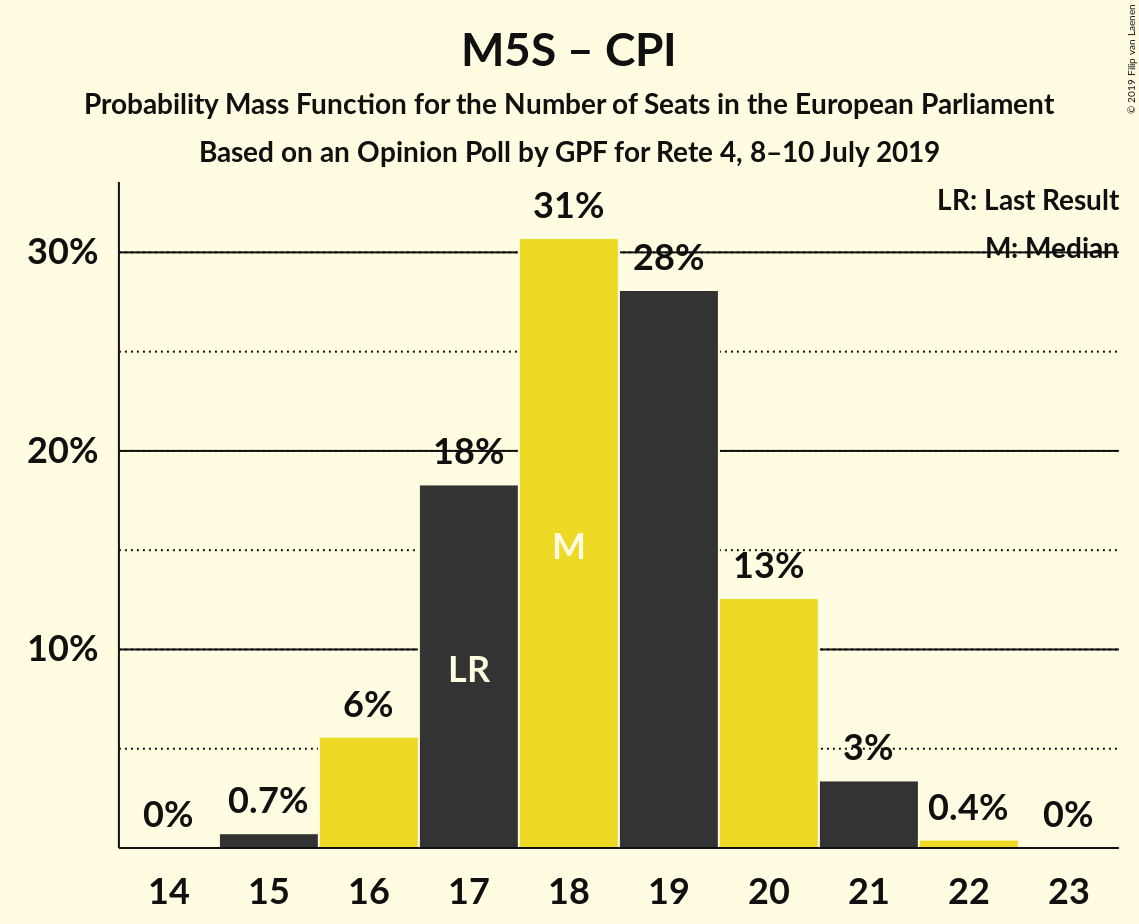 M5S – CPI
Probability Mass Function for the Number of Seats in the European Parliament
Based on an Opinion Poll by GPF for Rete 4, 8–10 July 2019
© 2019 Filip van Laenen
LR: Last Result
M: Median
30%
20%
10%
0%
0.7%
6%
18%
31%
28%
13%
3%
0.4%
0%
LR
M
14
15
16
17
18
19
20
21
22
23